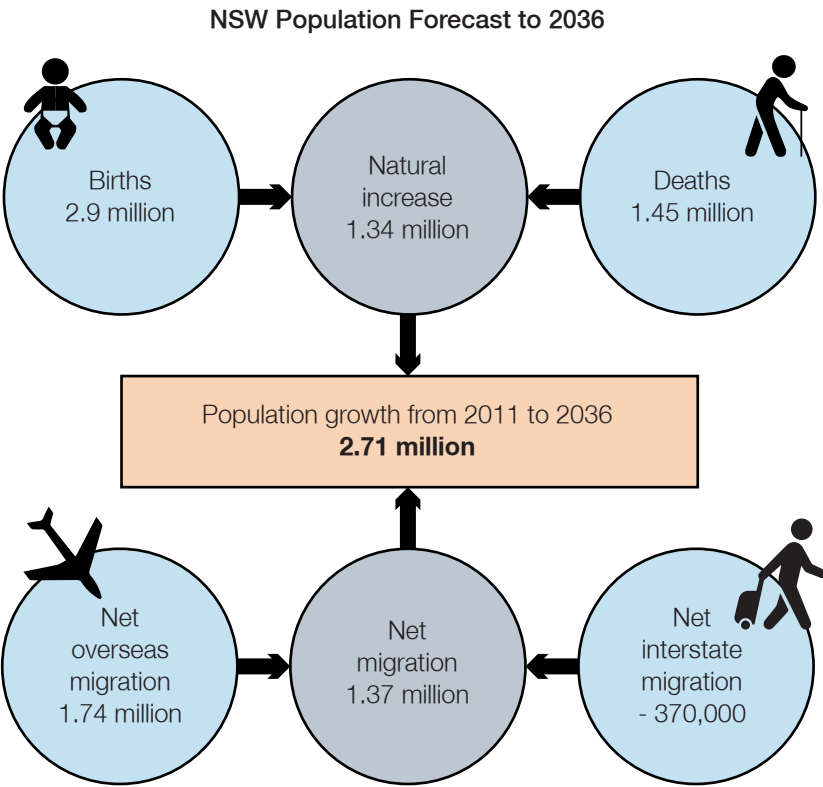 NSW Population Forecast to 2036
Births
2.9 million
Natural
increase
1.34 million
Deaths
1.45 million
Population growth from 2011 to 2036
2.71 million
Net
overseas
migration
1.74 million
Net
migration
1.37 million
Net
interstate
migration
- 370,000